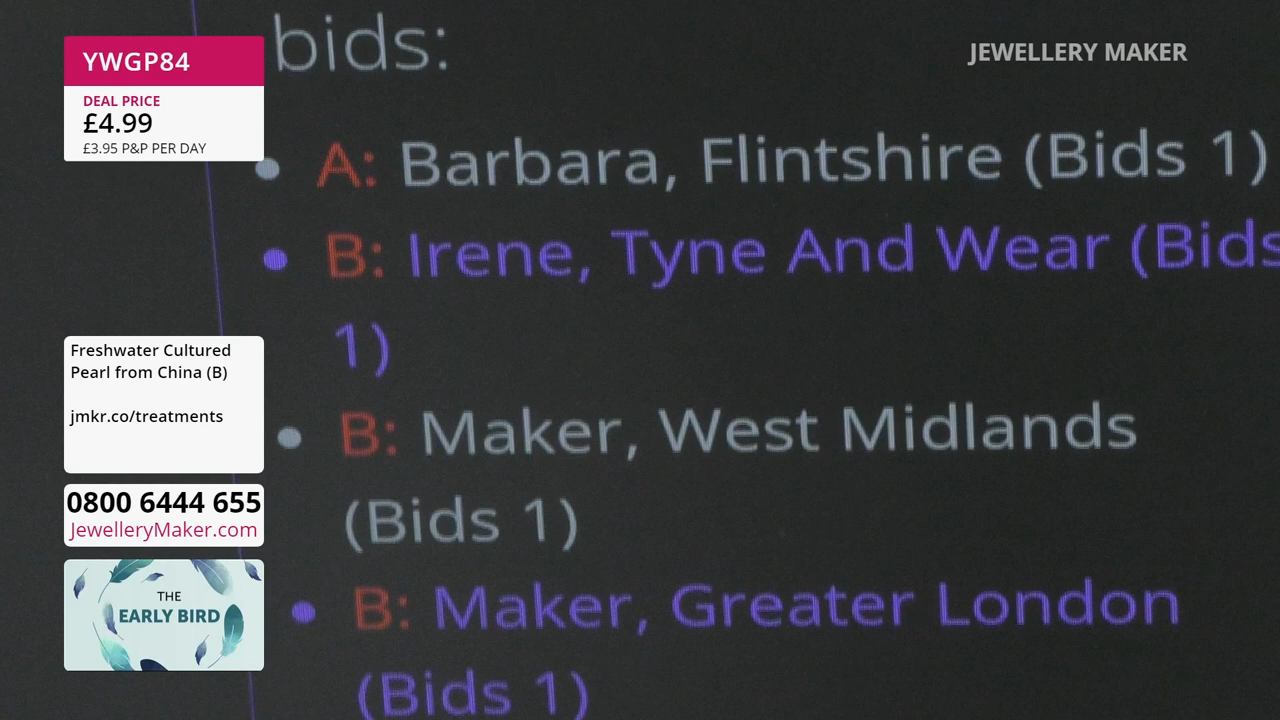 YWGP84
DEAL PRICE
£4.99
£3.95 P&P PER DAY
Freshwater Cultured
Pearl from China (B)
jmkr.co/treatments
0800 6444 655
JewelleryMaker.com
THE
EARLY BIRD
JEWELLERY MAKER
bids:
• A: Barbara, Flintshire (Bids 1)
• B: Irene, Tyne And Wear (Bids
1)
• B: Maker, West Midlands
(Bids 1)
• B: Maker, Greater London
(Bids 1)